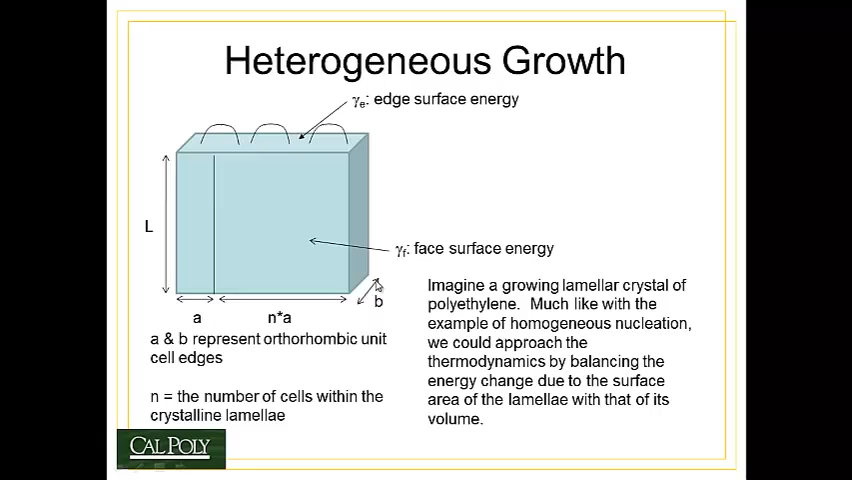 Heterogeneous Growth
γe: edge surface energy
L
γf: face surface energy
a
n*a
b
a & b represent orthorhombic unit
cell edges
n = the number of cells within the
crystalline lamellae
Imagine a growing lamellar crystal of
polyethylene. Much like with the
example of homogeneous nucleation,
we could approach the
thermodynamics by balancing the
energy change due to the surface
area of the lamellae with that of its
volume.
CAL POLY